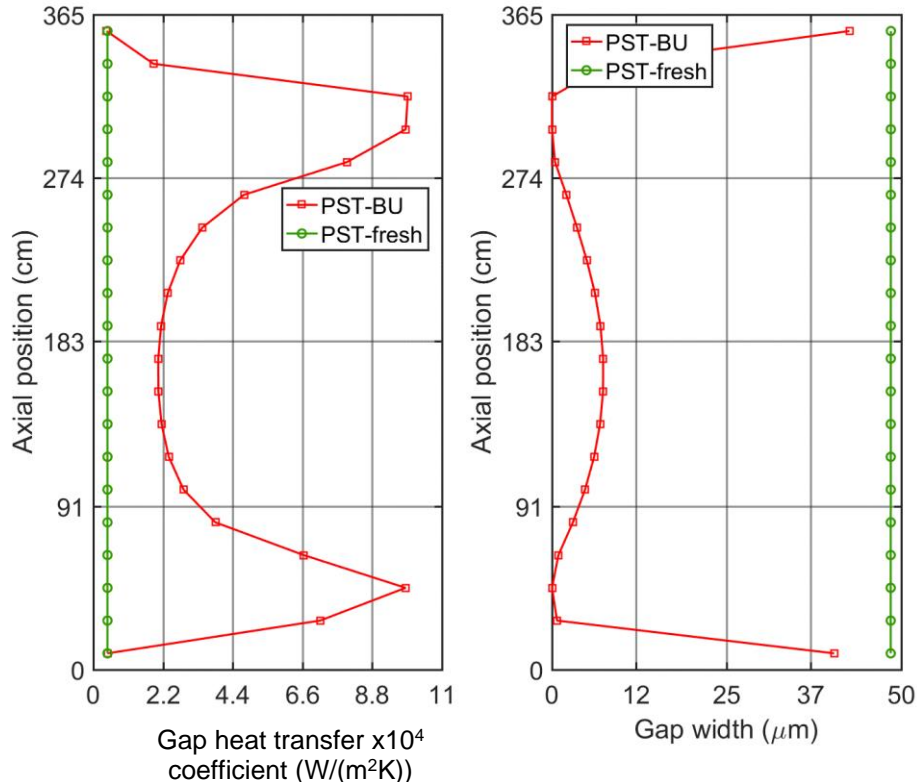 365
274
183
91
0
Axial position (cm)
PST-BU
PST-fresh
0 2.2 4.4 6.6 8.8 11
Gap heat transfer x10⁴
coefficient (W/(m²K))
365
274
183
91
0
Axial position (cm)
PST-BU
PST-fresh
0 12 25 37 50
Gap width (μm)